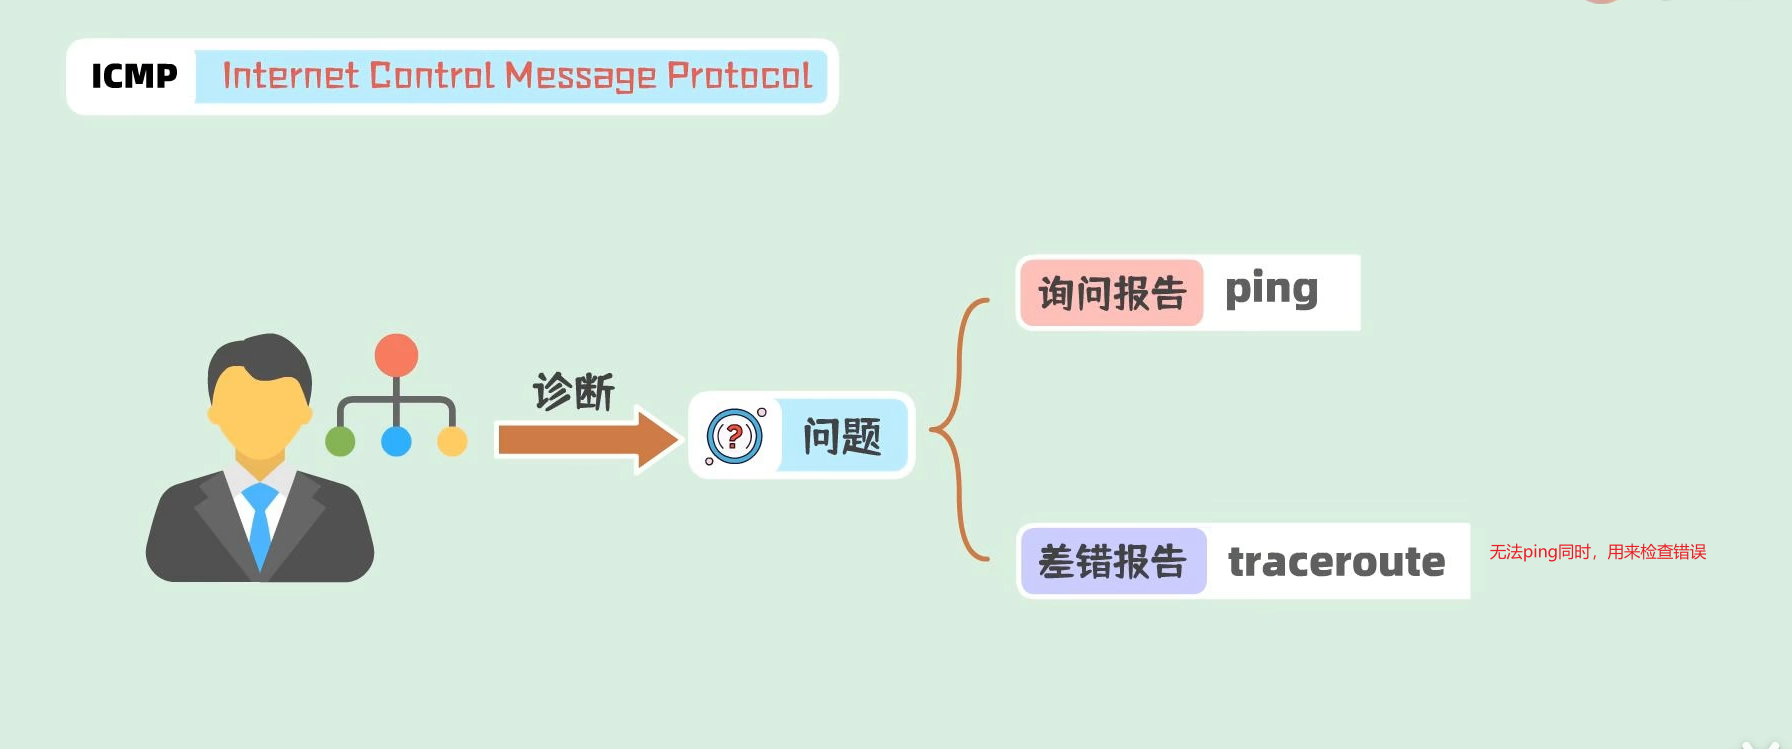 ICMP Internet Control Message Protocol
询问报告 ping
诊断
? 问题
差错报告 traceroute
无法ping同时，用来检查错误